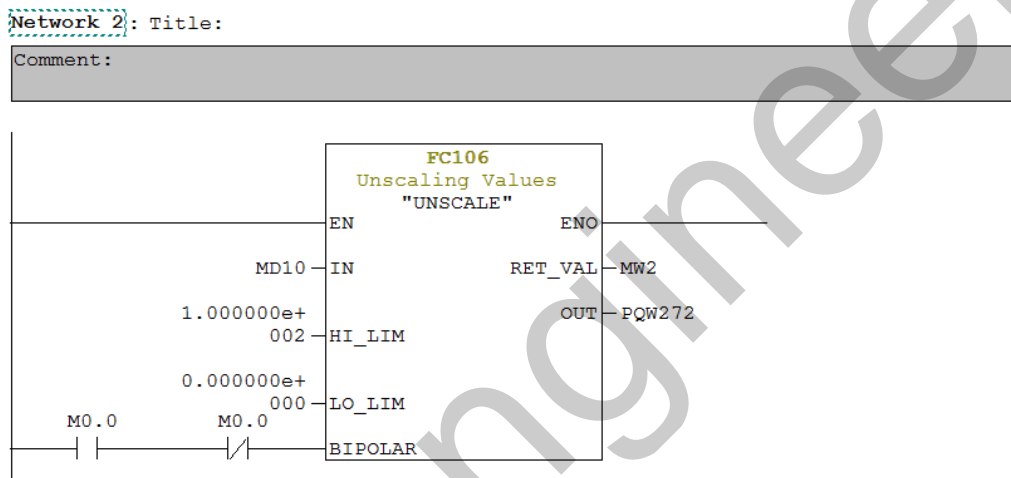 Network 2: Title:
Comment:
FC106
Unscaling Values
"UNSCALE"
EN ENO
MD10 IN RET_VAL MW2
1.000000e+ OUT PQW272
002 HI_LIM
0.000000e+
000 LO_LIM
M0.0 M0.0
BIPOLAR
nginee